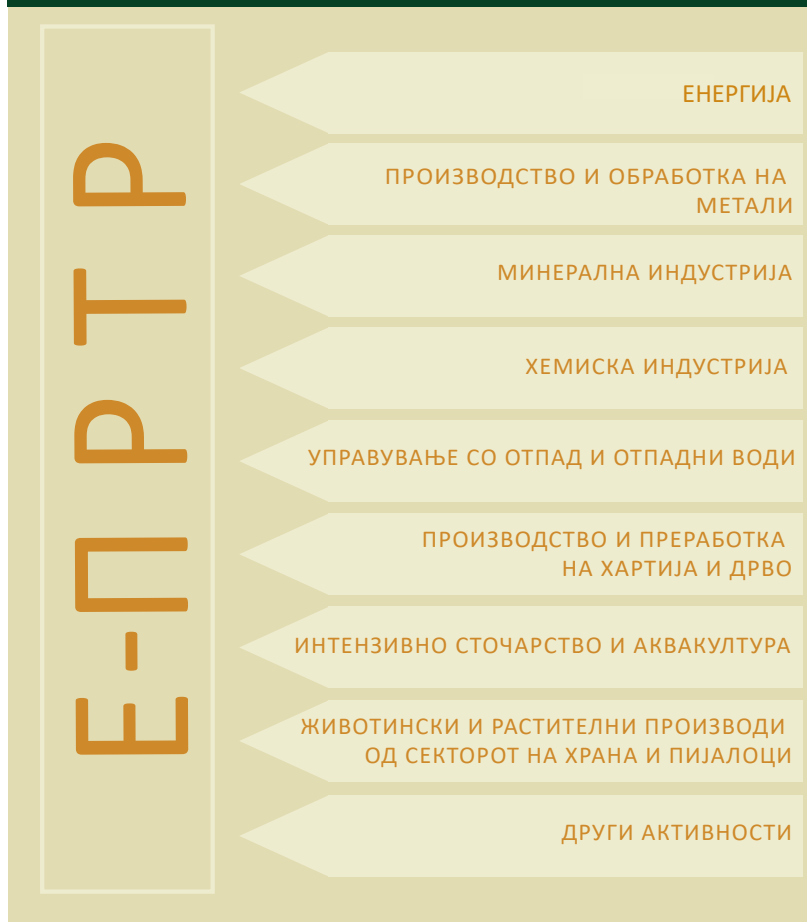 Е-ПРТР
ЕНЕРГИЈА
ПРОИЗВОДСТВО И ОБРАБОТКА НА
МЕТАЛИ
МИНЕРАЛНА ИНДУСТРИЈА
ХЕМИСКА ИНДУСТРИЈА
УПРАВУВАЊЕ СО ОТПАД И ОТПАДНИ ВОДИ
ПРОИЗВОДСТВО И ПРЕРАБОТКА
НА ХАРТИЈА И ДРВО
ИНТЕНЗИВНО СТОЧАРСТВО И АКВАКУЛТУРА
ЖИВОТИНСКИ И РАСТИТЕЛНИ ПРОИЗВОДИ
ОД СЕКТОРОТ НА ХРАНА И ПИЈАЛОЦИ
ДРУГИ АКТИВНОСТИ